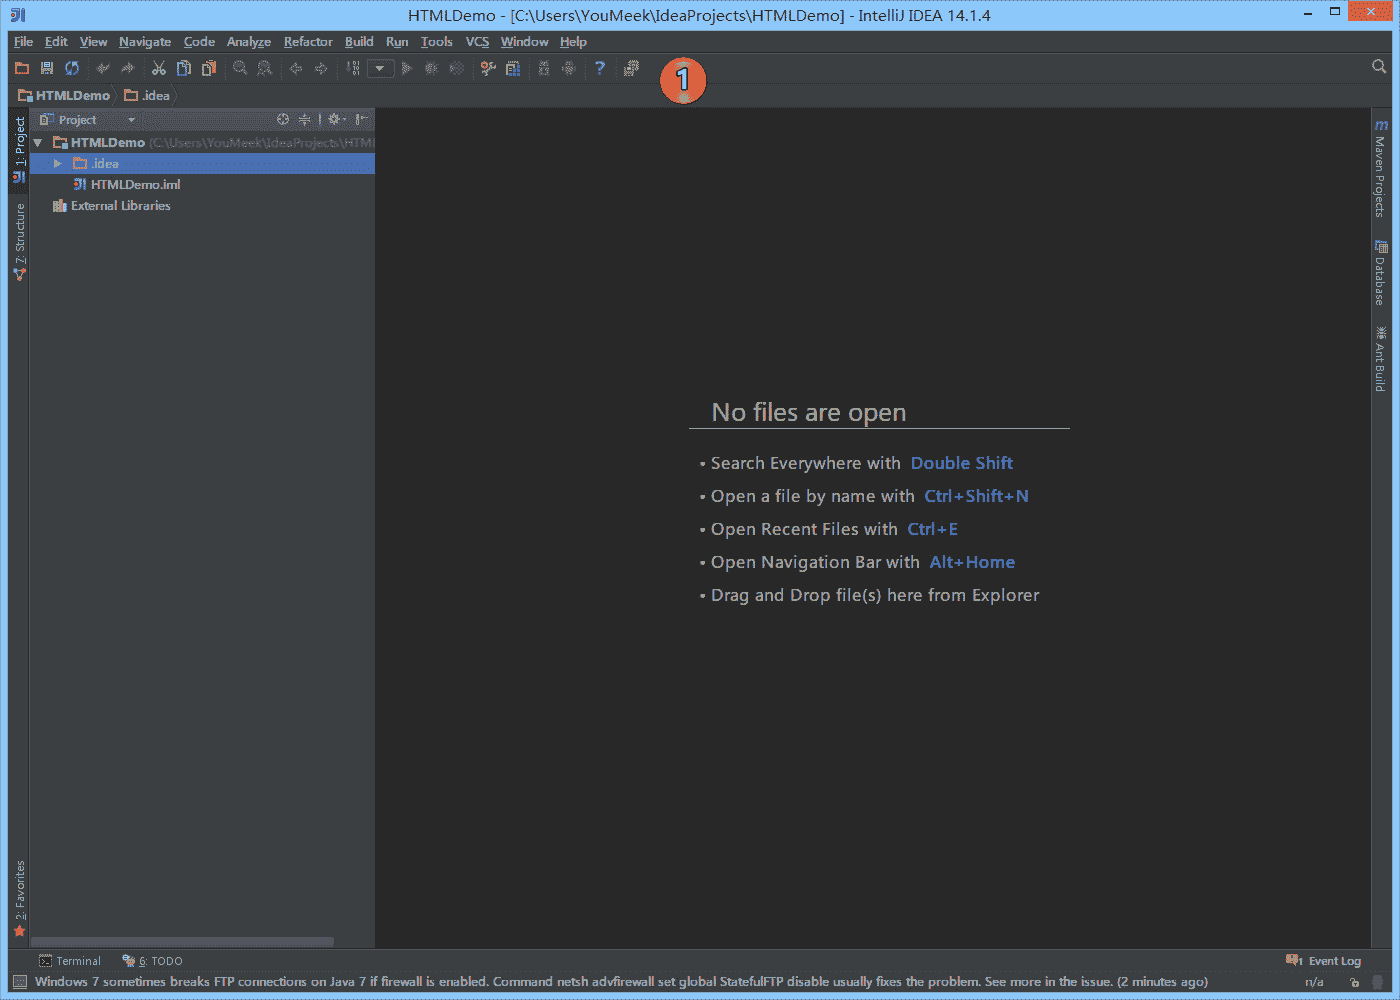 HTMLDemo - [C:\Users\YouMeek\IdeaProjects\HTMLDemo] - IntelliJ IDEA 14.1.4
File Edit View Navigate Code Analyze Refactor Build Run Tools VCS Window Help
1
HTMLDemo .idea
Project
HTMLDemo (C:\Users\YouMeek\IdeaProjects\HTMl
.idea
HTMLDemo.iml
External Libraries
1: Project
7: Structure
2: Favorites
No files are open
• Search Everywhere with Double Shift
• Open a file by name with Ctrl+Shift+N
• Open Recent Files with Ctrl+E
• Open Navigation Bar with Alt+Home
• Drag and Drop file(s) here from Explorer
m Maven Projects
Database
Ant Build
Terminal 6: TODO 1 Event Log
Windows 7 sometimes breaks FTP connections on Java 7 if firewall is enabled. Command netsh advfirewall set global StatefulFTP disable usually fixes the problem. See more in the issue. (2 minutes ago) n/a